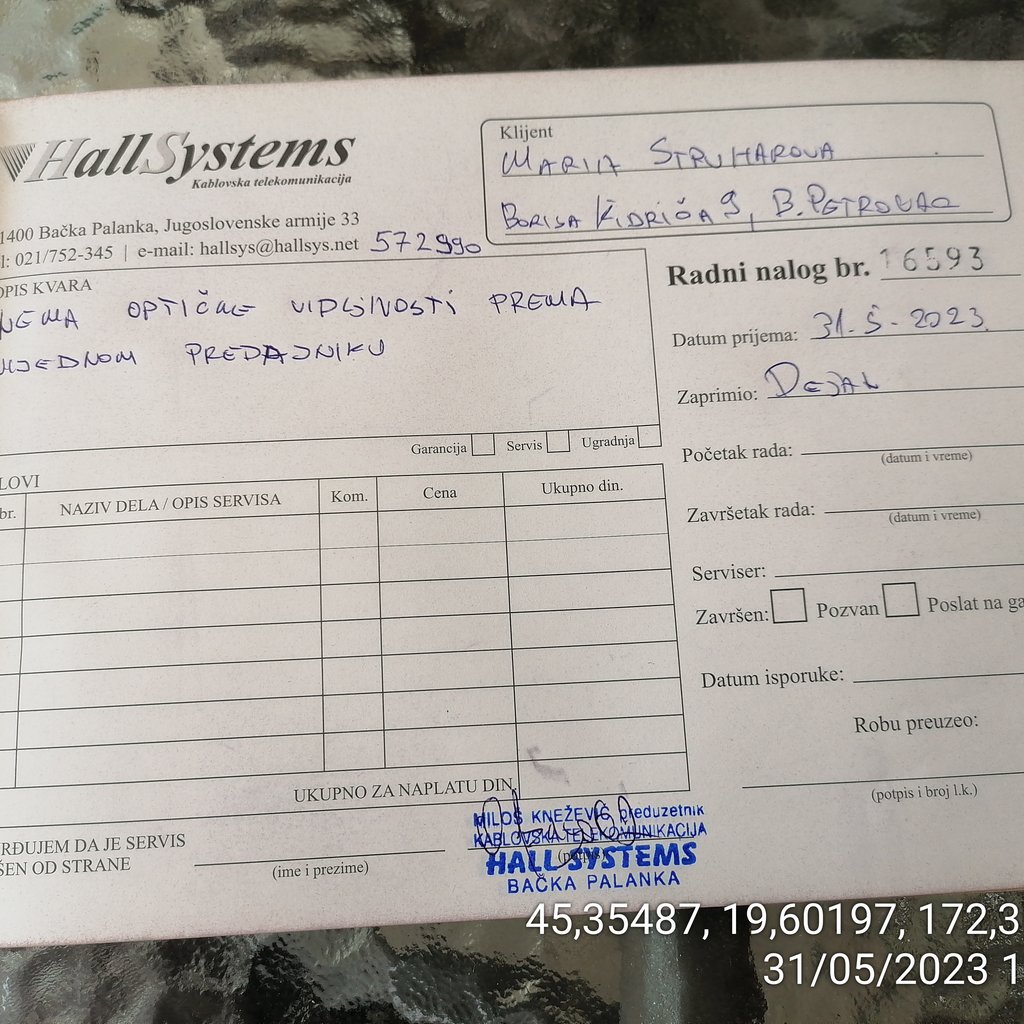 HallSystems
Kablovska telekomunikacija
1400 Bačka Palanka, Jugoslovenske armije 33
l: 021/752-345 | e-mail: hallsys@hallsys.net 572990
Klijent
MARIJA STRUHAROVA
BORISA KIDRIČA 9, B. PETROVAC
OPIS KVARA
NEMA OPTIČKE VIDLJIVOSTI PREMA
NIJEDNOM PREDAJNIKU
Radni nalog br. 16593
Datum prijema: 31.5.2023.
Zaprimio: DEJAN
Garancija Servis Ugradnja
Početak rada:
(datum i vreme)
Završetak rada:
(datum i vreme)
Serviser:
Završen: Pozvan Poslat na ga
Datum isporuke:
Robu preuzeo:
(potpis i broj l.k.)
LOVI
br. NAZIV DELA / OPIS SERVISA Kom. Cena Ukupno din.
UKUPNO ZA NAPLATU DIN.
RĐUJEM DA JE SERVIS
ŠEN OD STRANE
(ime i prezime)
(potpis)
MILOŠ KNEŽEVIĆ preduzetnik
KABLOVSKA TELEKOMUNIKACIJA
HALL SYSTEMS
BAČKA PALANKA
45,35487, 19,60197, 172,3
31/05/2023 1